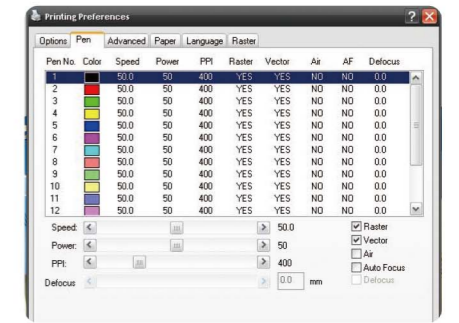 Printing Preferences
Options Pen Advanced Paper Language Raster
Pen No. Color Speed Power PPI Raster Vector Air AF Defocus
1 50.0 50 400 YES YES NO NO 0.0
2 50.0 50 400 YES YES NO NO 0.0
3 50.0 50 400 YES YES NO NO 0.0
4 50.0 50 400 YES YES NO NO 0.0
5 50.0 50 400 YES YES NO NO 0.0
6 50.0 50 400 YES YES NO NO 0.0
7 50.0 50 400 YES YES NO NO 0.0
8 50.0 50 400 YES YES NO NO 0.0
9 50.0 50 400 YES YES NO NO 0.0
10 50.0 50 400 YES YES NO NO 0.0
11 50.0 50 400 YES YES NO NO 0.0
12 50.0 50 400 YES YES NO NO 0.0
Speed: 50.0 Raster
Power: 50 Vector
Air
PPI: 400 Auto Focus
Defocus 0.0 mm Defocus